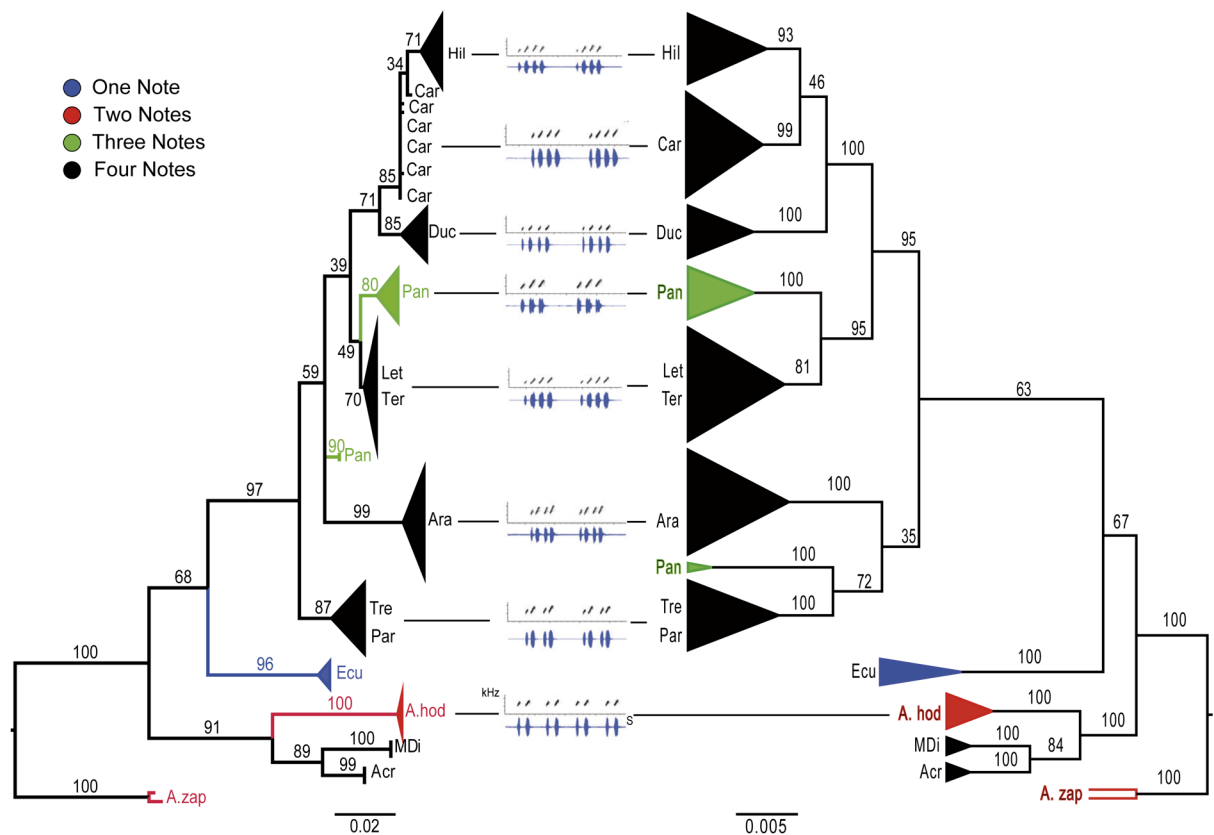 One Note
Two Notes
Three Notes
Four Notes
71
Hil
34
Car
Car
Car
Car
Car
Car
85
71
85
Duc
39
80
Pan
49
Let
Ter
70
59
90
Pan
97
99
Ara
68
87
Tre
Par
96
Ecu
100
100
A.hod
91
100
MDi
89
99
Acr
100
A.zap
0.02
kHz
S
Hil
93
46
Car
99
100
Duc
100
95
Pan
100
95
Let
Ter
81
63
Ara
100
35
Pan
100
72
Tre
Par
100
67
Ecu
100
100
A. hod
100
100
MDi
100
84
Acr
100
A. zap
100
0.005